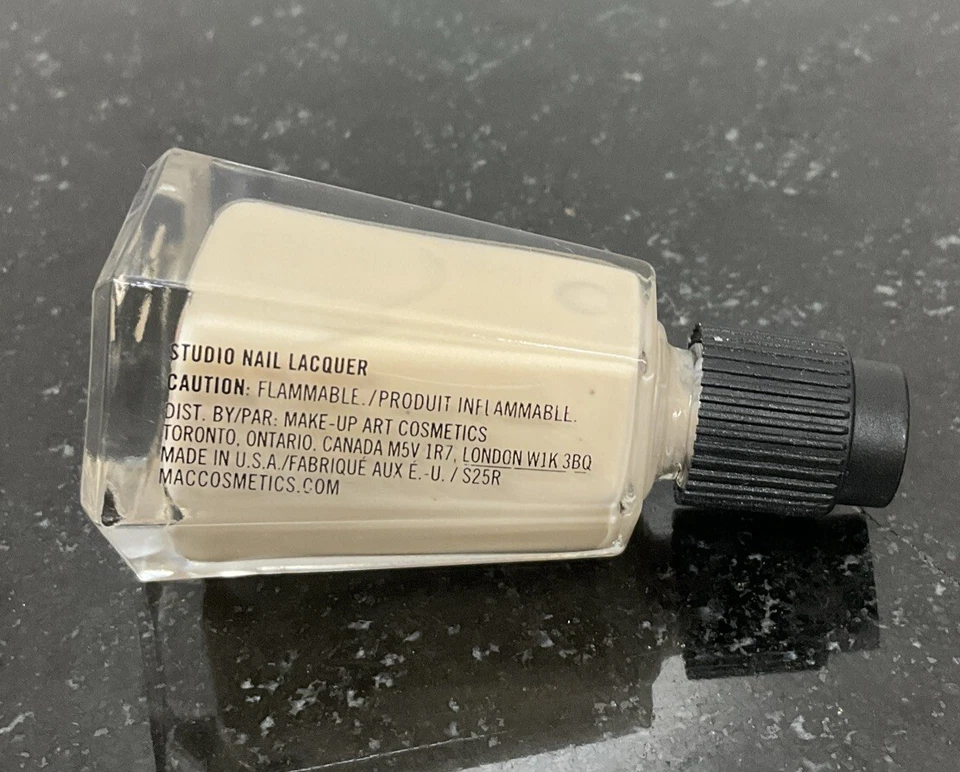 STUDIO NAIL LACQUER
CAUTION: FLAMMABLE./PRODUIT INFLAMMABLE.
DIST. BY/PAR: MAKE-UP ART COSMETICS
TORONTO, ONTARIO. CANADA M5V 1R7, LONDON W1K 3BQ
MADE IN U.S.A./FABRIQUÉ AUX É.-U. / S25R
MACCOSMETICS.COM